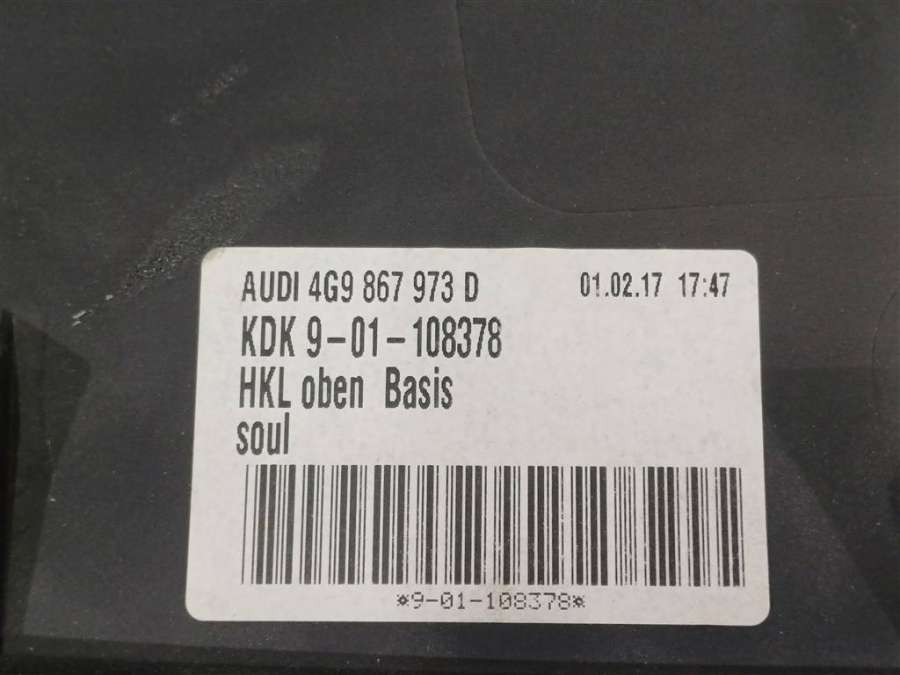 AUDI 4G9 867 973 D 01.02.17 17:47
KDK 9-01-108378
HKL oben Basis
soul
*9-01-108378*